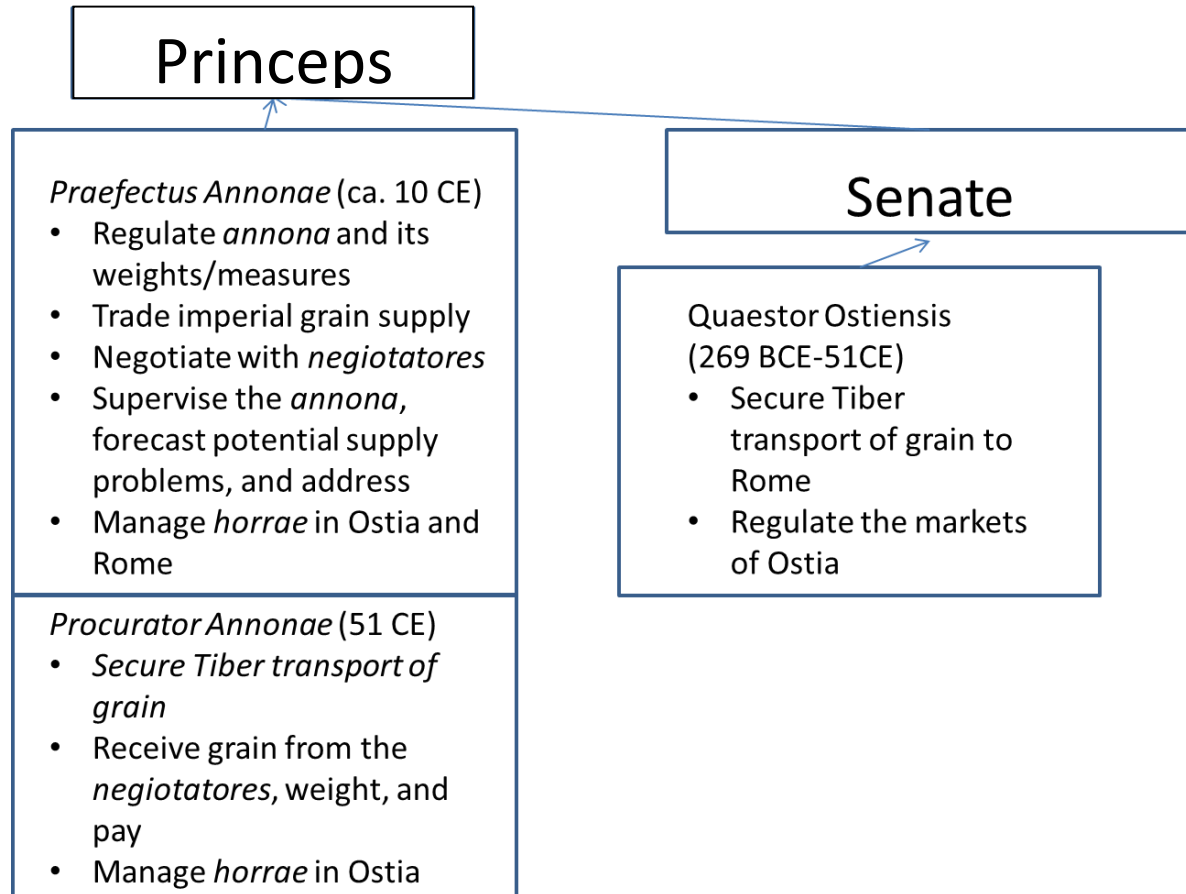 Princeps
Praefectus Annonae (ca. 10 CE)
• Regulate annona and its
weights/measures
• Trade imperial grain supply
• Negotiate with negiotatores
• Supervise the annona,
forecast potential supply
problems, and address
• Manage horrae in Ostia and
Rome
Procurator Annonae (51 CE)
• Secure Tiber transport of
grain
• Receive grain from the
negiotatores, weight, and
pay
• Manage horrae in Ostia
Senate
Quaestor Ostiensis
(269 BCE-51CE)
• Secure Tiber
transport of grain to
Rome
• Regulate the markets
of Ostia